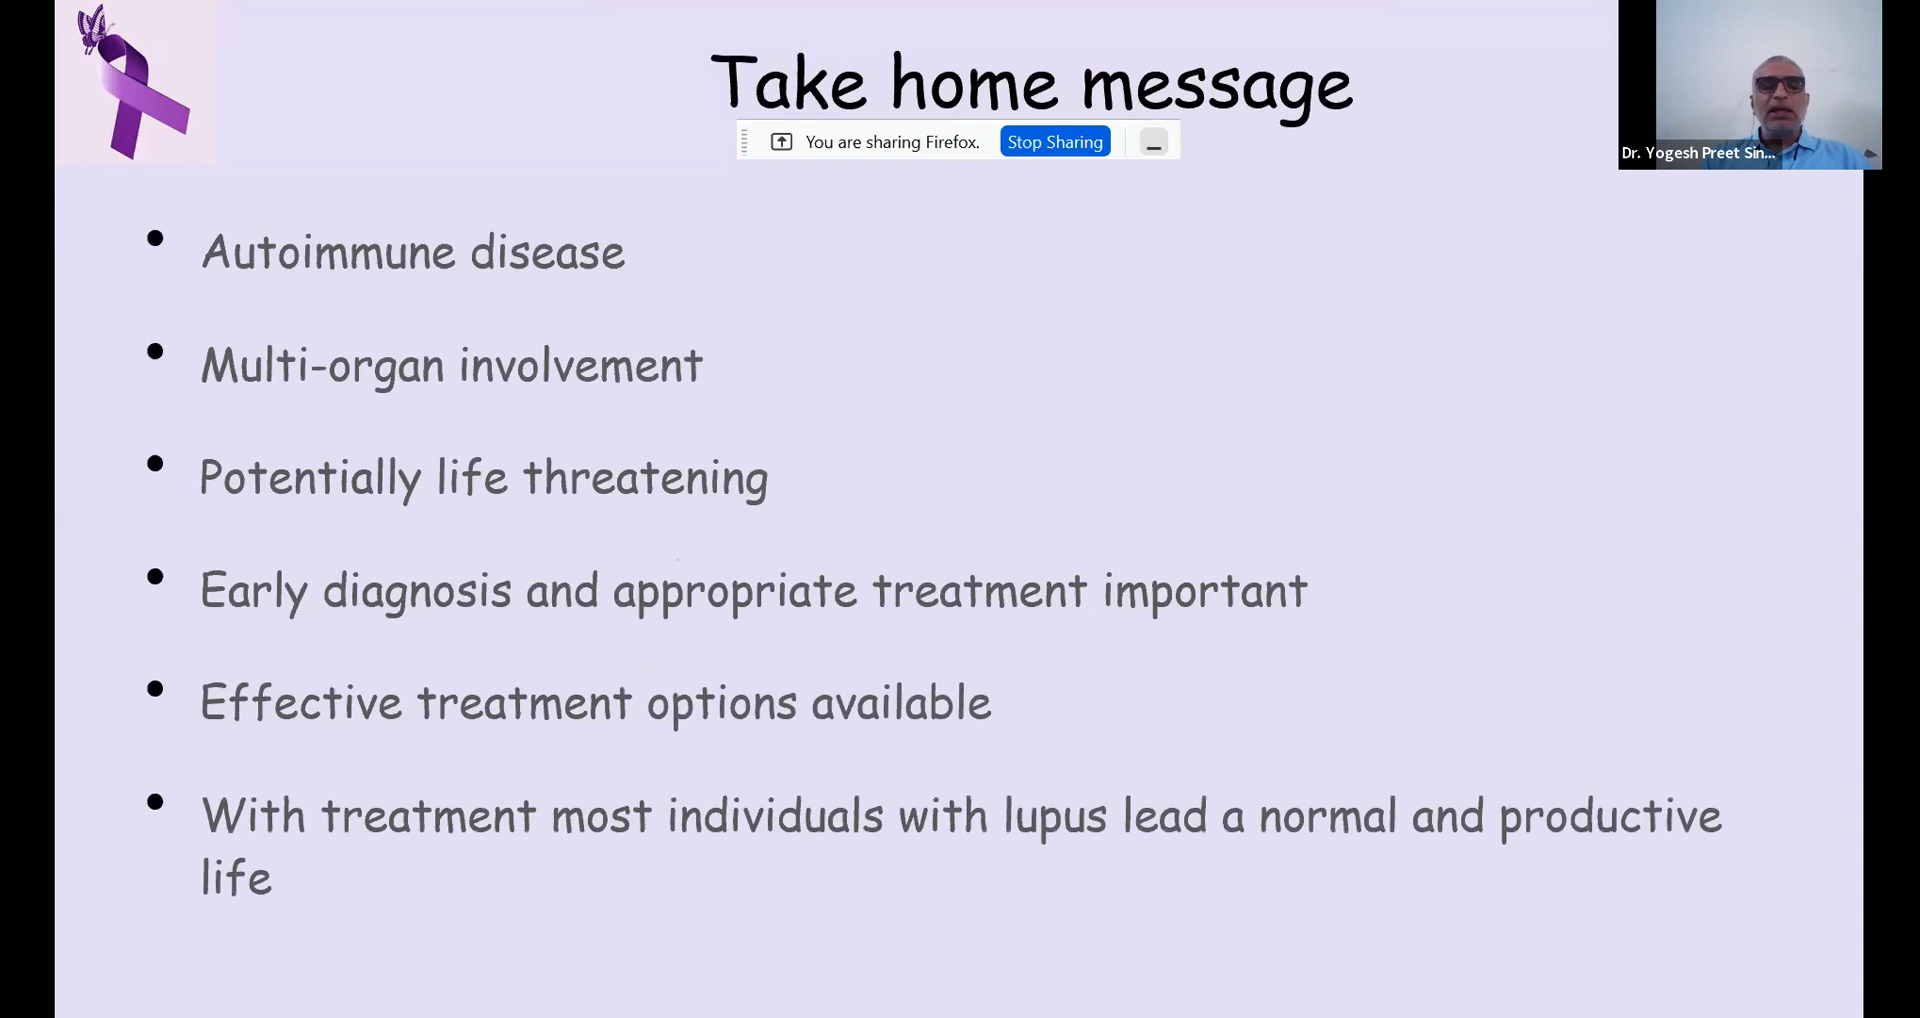 Take home message
You are sharing Firefox. Stop Sharing
Dr. Yogesh Preet Sin...
• Autoimmune disease
• Multi-organ involvement
• Potentially life threatening
• Early diagnosis and appropriate treatment important
• Effective treatment options available
• With treatment most individuals with lupus lead a normal and productive
life